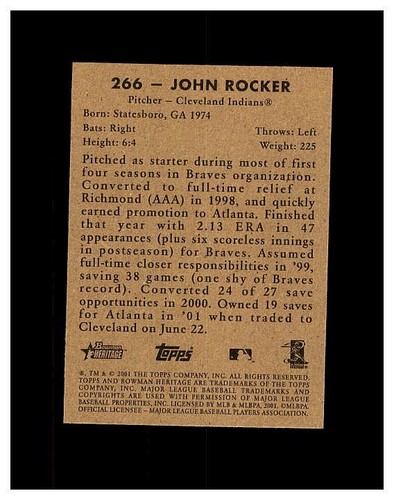 266 – JOHN ROCKER
Pitcher – Cleveland Indians®
Born: Statesboro, GA 1974
Bats: Right Throws: Left
Height: 6:4 Weight: 225
Pitched as starter during most of first
four seasons in Braves organization.
Converted to full-time relief at
Richmond (AAA) in 1998, and quickly
earned promotion to Atlanta. Finished
that year with 2.13 ERA in 47
appearances (plus six scoreless innings
in postseason) for Braves. Assumed
full-time closer responsibilities in '99,
saving 38 games (one shy of Braves
record). Converted 24 of 27 save
opportunities in 2000. Owned 19 saves
for Atlanta in '01 when traded to
Cleveland on June 22.
HERITAGE Topps
®, TM & © 2001 THE TOPPS COMPANY, INC. ALL RIGHTS RESERVED.
TOPPS AND BOWMAN HERITAGE ARE TRADEMARKS OF THE TOPPS
COMPANY, INC. MAJOR LEAGUE BASEBALL TRADEMARKS AND
COPYRIGHTS ARE USED WITH PERMISSION OF MAJOR LEAGUE
BASEBALL PROPERTIES, INC. LICENSED BY MLB & MLBPA, 2001. ©MLBPA.
OFFICIAL LICENSEE – MAJOR LEAGUE BASEBALL PLAYERS ASSOCIATION.